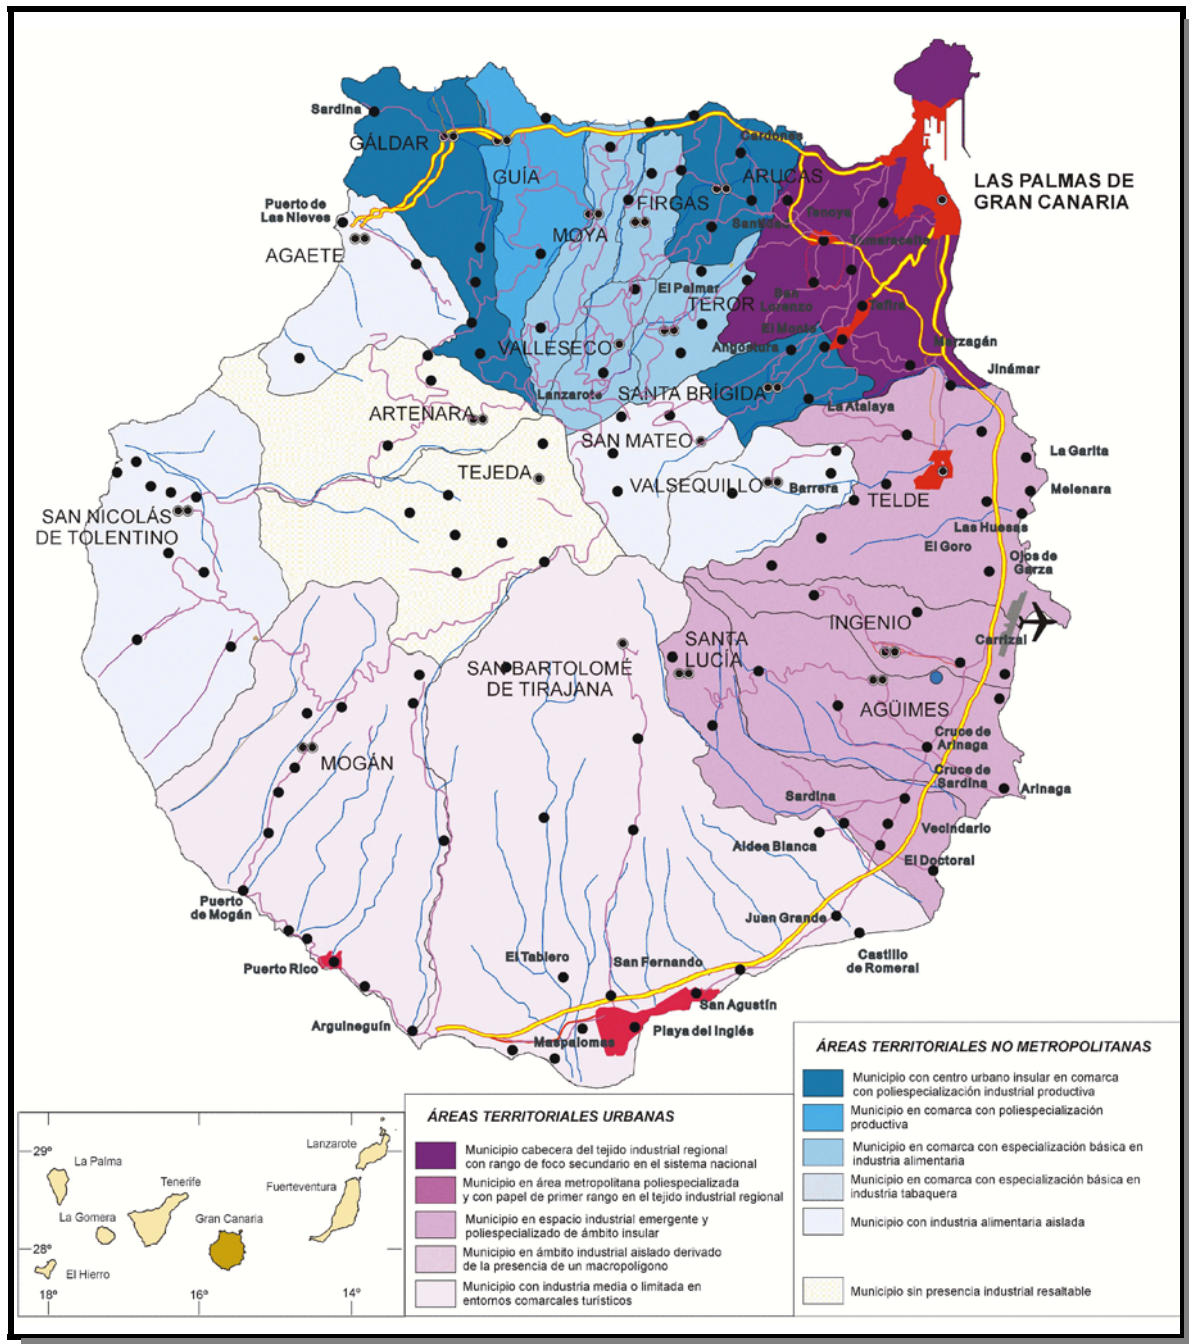 Sardina
GÁLDAR
Cardones
GUÍA
ARUCAS
LAS PALMAS DE
GRAN CANARIA
Puerto de
Las Nieves
FIRGAS
Tenoya
Santidad
MOYA
Tamaraceite
AGAETE
El Palmar
San
Lorenzo
TEROR
Tafira
El Monte
VALLESECO
Angostura
Marzagán
Jinámar
Lanzarote
SANTA BRÍGIDA
La Atalaya
ARTENARA
SAN MATEO
La Garita
TEJEDA
VALSEQUILLO
Barrera
TELDE
Melenara
SAN NICOLÁS
DE TOLENTINO
Las Huesas
El Goro
Ojos de
Garza
INGENIO
Carrizal
SANTA
LUCÍA
SAN BARTOLOMÉ
DE TIRAJANA
AGÜIMES
Cruce de
Arinaga
MOGÁN
Cruce de
Sardina
Arinaga
Sardina
Vecindario
Aldea Blanca
El Doctoral
Puerto
de Mogán
Juan Grande
Castillo
de Romeral
Puerto Rico
El Tablero
San Fernando
San Agustín
Arguineguín
Maspalomas
Playa del Inglés
ÁREAS TERRITORIALES NO METROPOLITANAS
Municipio con centro urbano insular en comarca
con poliespecialización industrial productiva
Municipio en comarca con poliespecialización
productiva
Municipio en comarca con especialización básica en
industria alimentaria
Municipio en comarca con especialización básica en
industria tabaquera
Municipio con industria alimentaria aislada
Municipio sin presencia industrial resaltable
ÁREAS TERRITORIALES URBANAS
Municipio cabecera del tejido industrial regional
con rango de foco secundario en el sistema nacional
Municipio en área metropolitana poliespecializada
y con papel de primer rango en el tejido industrial regional
Municipio en espacio industrial emergente y
poliespecializado de ámbito insular
Municipio en ámbito industrial aislado derivado
de la presencia de un macropolígono
Municipio con industria media o limitada en
entornos comarcales turísticos
Lanzarote
29º
La Palma
Tenerife
Fuerteventura
La Gomera
Gran Canaria
28º
El Hierro
18º
16º
14º